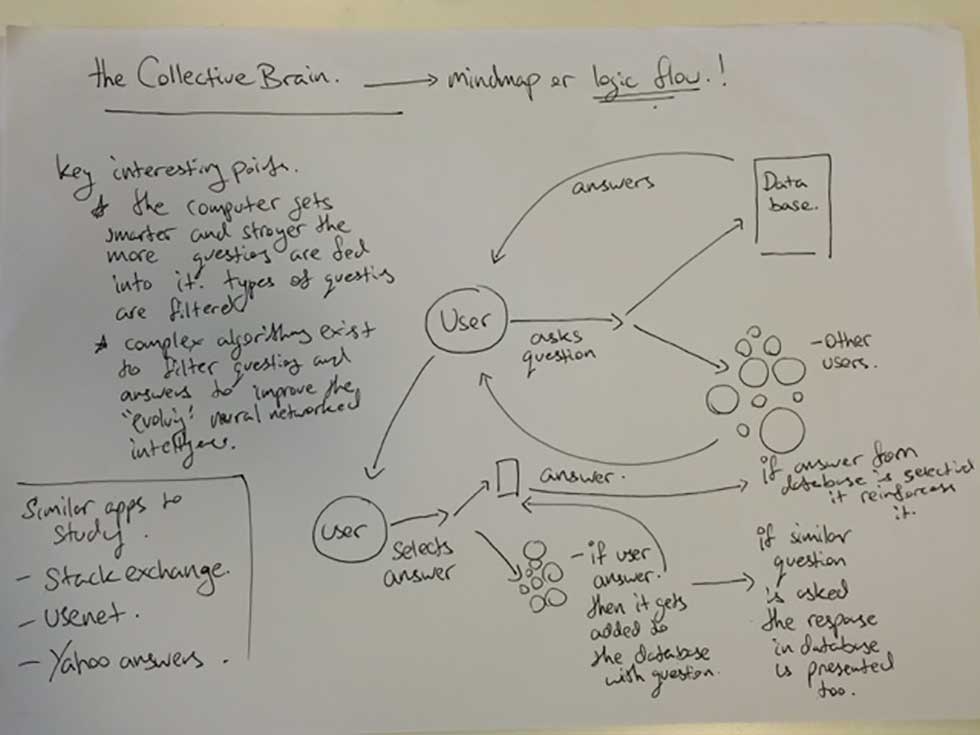 the Collective Brain. → mindmap or logic flow.!
key interesting points.
* the computer gets
smarter and stronger the
more questions are fed
into it. types of questions
are filtered
* complex algorithms exist
to filter questions and
answers to improve the
"evolving" neural networked
intelligence.
Similar apps to
study.
- Stack exchange.
- Usenet.
- Yahoo answers.
answers
Data
base.
User
asks
question
- other
users.
answer.
user
Selects
answer
answer.
if answer from
database is selected
it reinforces
it.
- if user
answer.
then it gets
added to
the database
with question.
if similar
question
is asked
the response
in database
is presented
too.